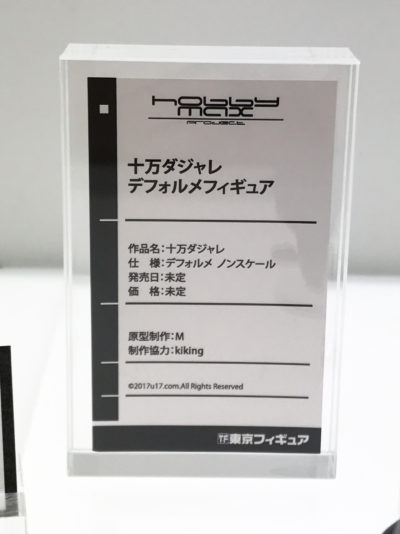 hobby
max
project
十万ダジャレ
デフォルメフィギュア
作品名:十万ダジャレ
仕 様:デフォルメ ノンスケール
発売日:未定
価 格:未定
原型制作:M
制作協力:kiking
©2017u17.com.All Rights Reserved
TF 東京フィギュア